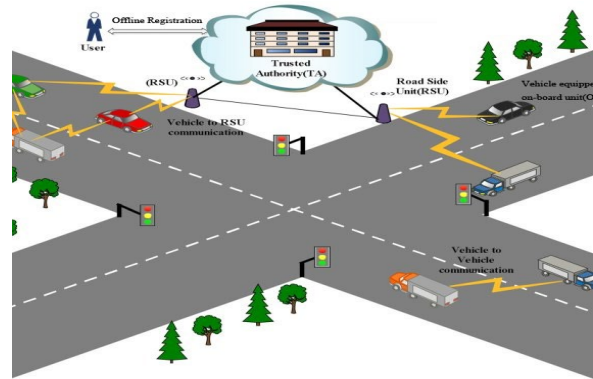 Offline Registration
User
Trusted
Authority(TA)
(RSU)
Road Side
Unit(RSU)
Vehicle equippe
on-board unit(O
Vehicle to RSU
communication
Vehicle to
Vehicle
communication